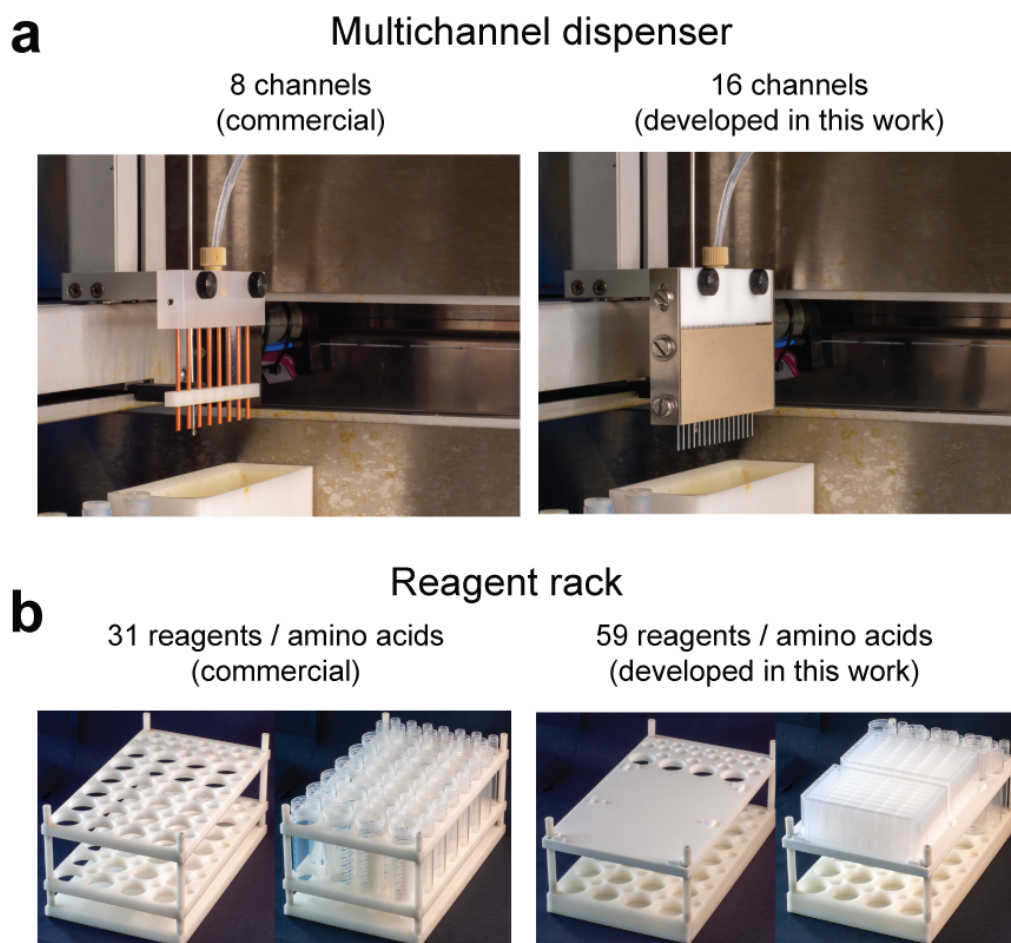 a
Multichannel dispenser
8 channels
(commercial)
16 channels
(developed in this work)
b
Reagent rack
31 reagents / amino acids
(commercial)
59 reagents / amino acids
(developed in this work)